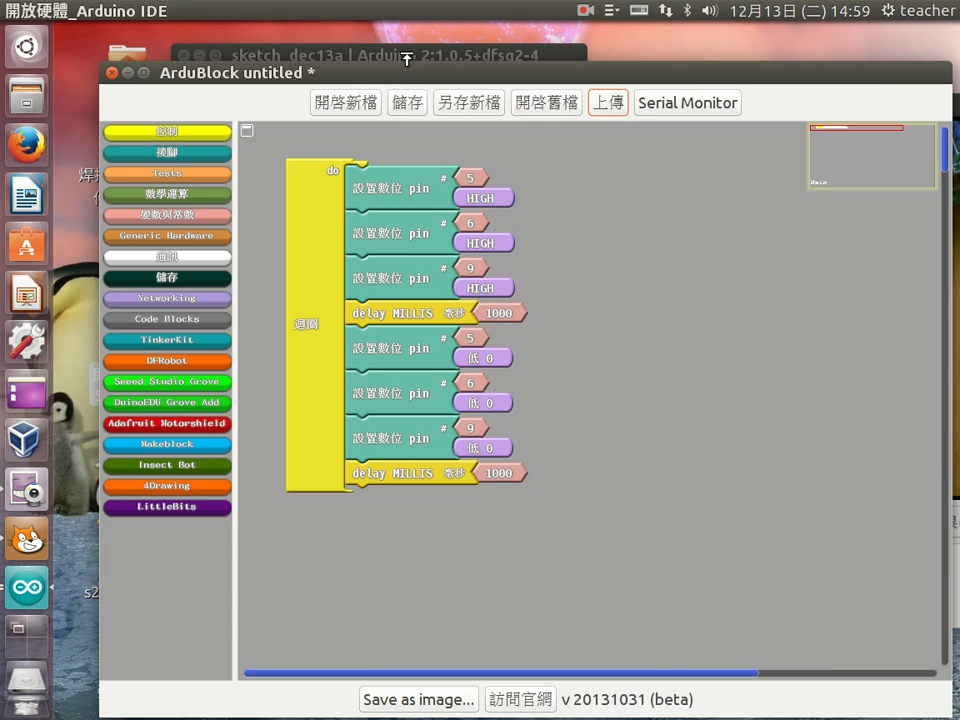 開放硬體_Arduino IDE
12月13日 (二) 14:59 teacher
sketch_dec13a | Arduino 2:1.0.5+dfsg2-4
ArduBlock untitled *
開啓新檔 儲存 另存新檔 開啓舊檔 上傳 Serial Monitor
控制
接腳
Tests
數學運算
變數與常數
Generic Hardware
通訊
儲存
Networking
Code Blocks
TinkerKit
DFRobot
Seeed Studio Grove
DuinoEDU Grove Add
Adafruit Motorshield
Makeblock
Insect Bot
4Drawing
LittleBits
迴圈
do
設置數位 pin # 5
HIGH
設置數位 pin # 6
HIGH
設置數位 pin # 9
HIGH
delay MILLIS 毫秒 1000
設置數位 pin # 5
低 0
設置數位 pin # 6
低 0
設置數位 pin # 9
低 0
delay MILLIS 毫秒 1000
Save as image... 訪問官網 v 20131031 (beta)